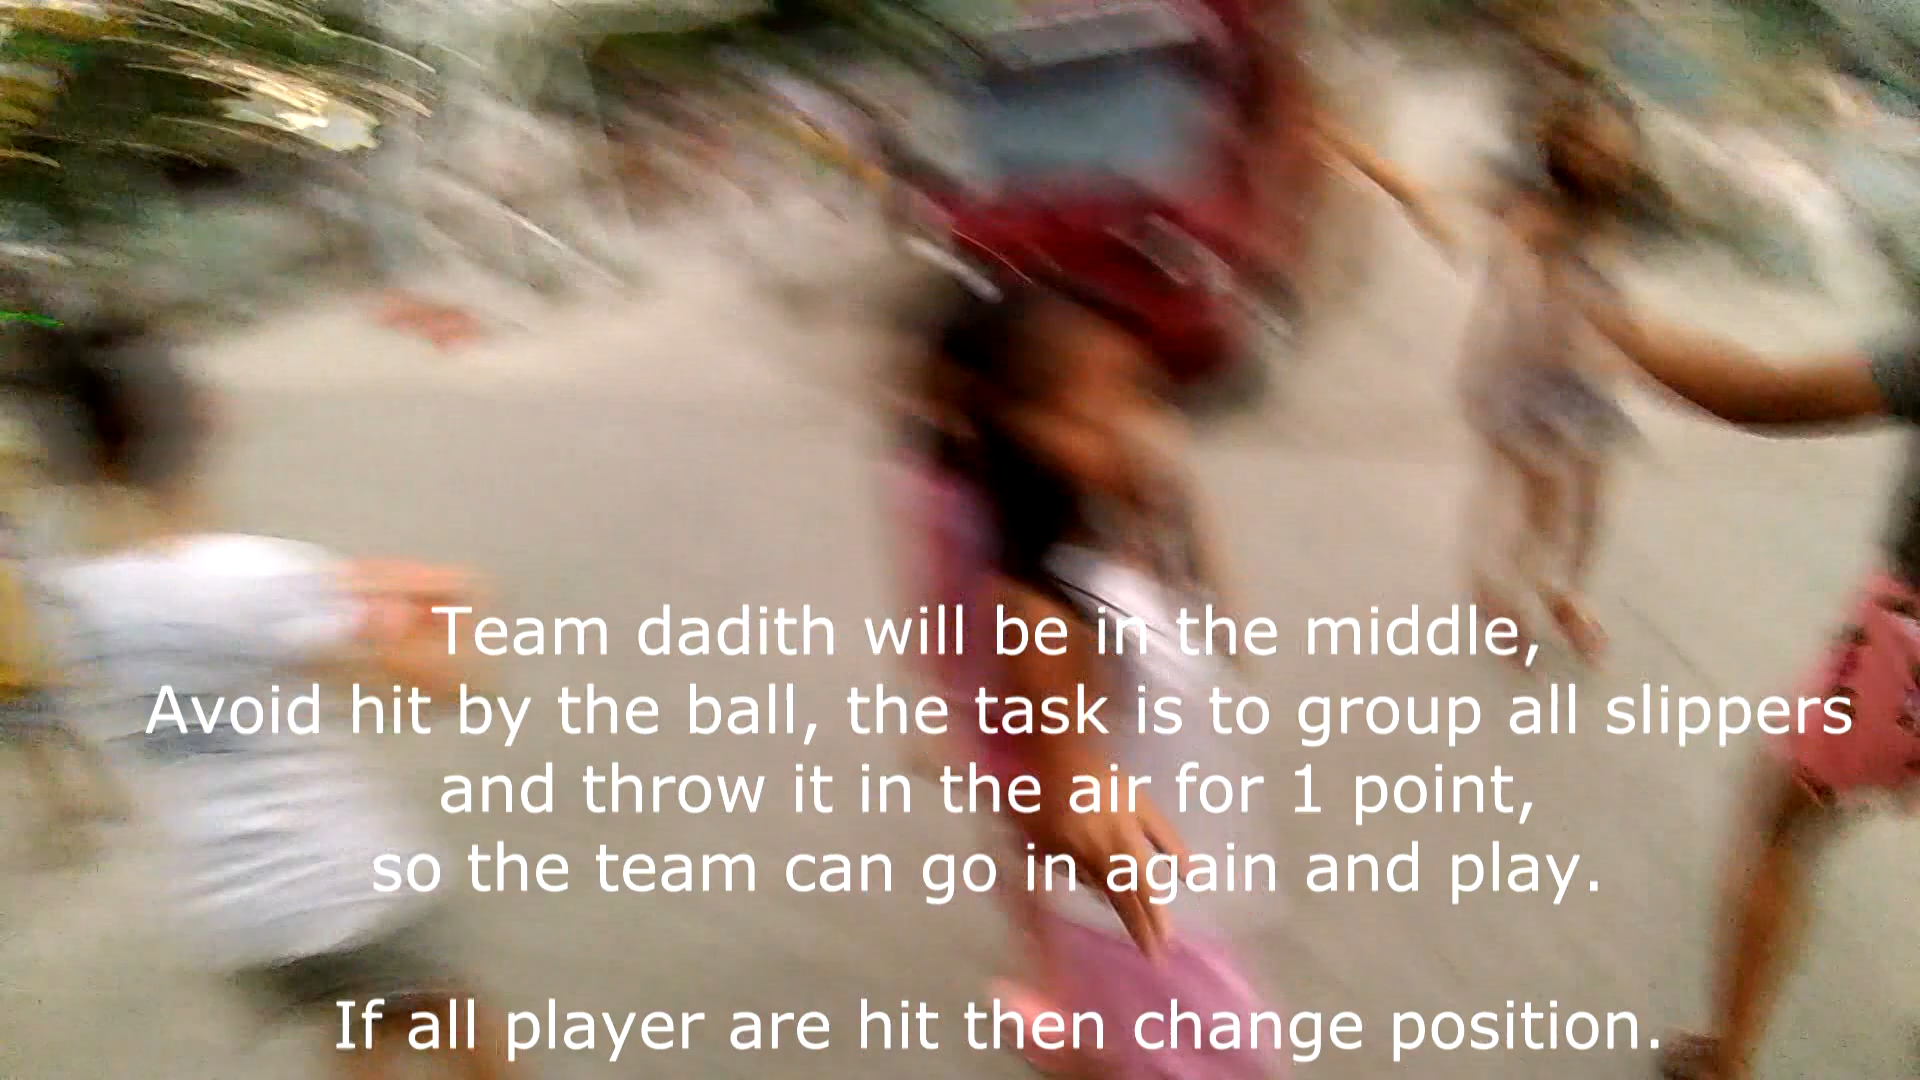 Team dadith will be in the middle,
Avoid hit by the ball, the task is to group all slippers
and throw it in the air for 1 point,
so the team can go in again and play.
If all player are hit then change position.